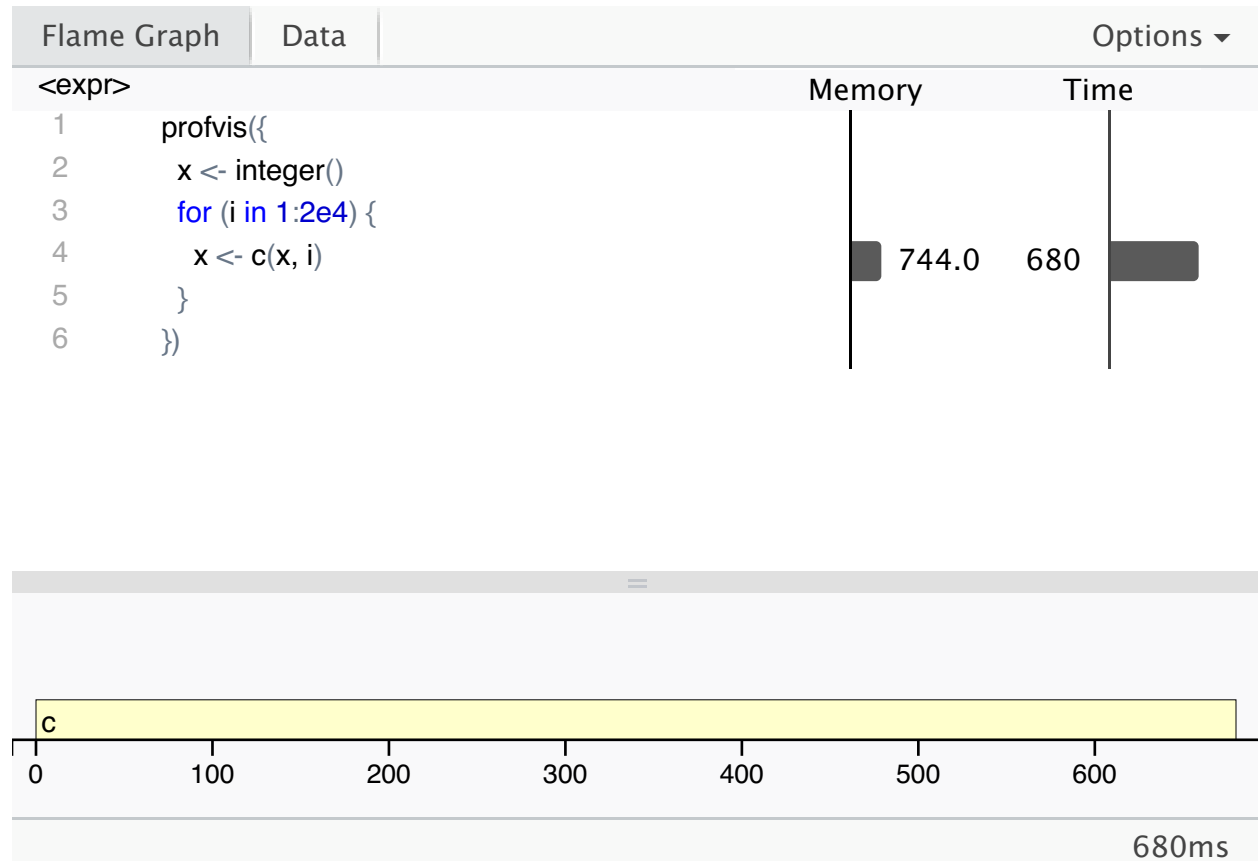 Flame Graph Data Options
<expr> Memory Time
1 profvis({
2 x <- integer()
3 for (i in 1:2e4) {
4 x <- c(x, i) 744.0 680
5 }
6 })
c
0 100 200 300 400 500 600
680ms